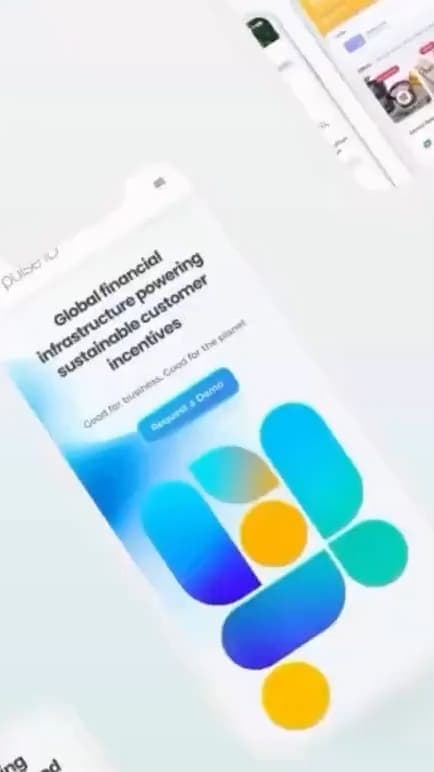 pulse iD
Global financial
infrastructure powering
sustainable customer
incentives
Good for business. Good for the planet
Request a Demo
ing
d